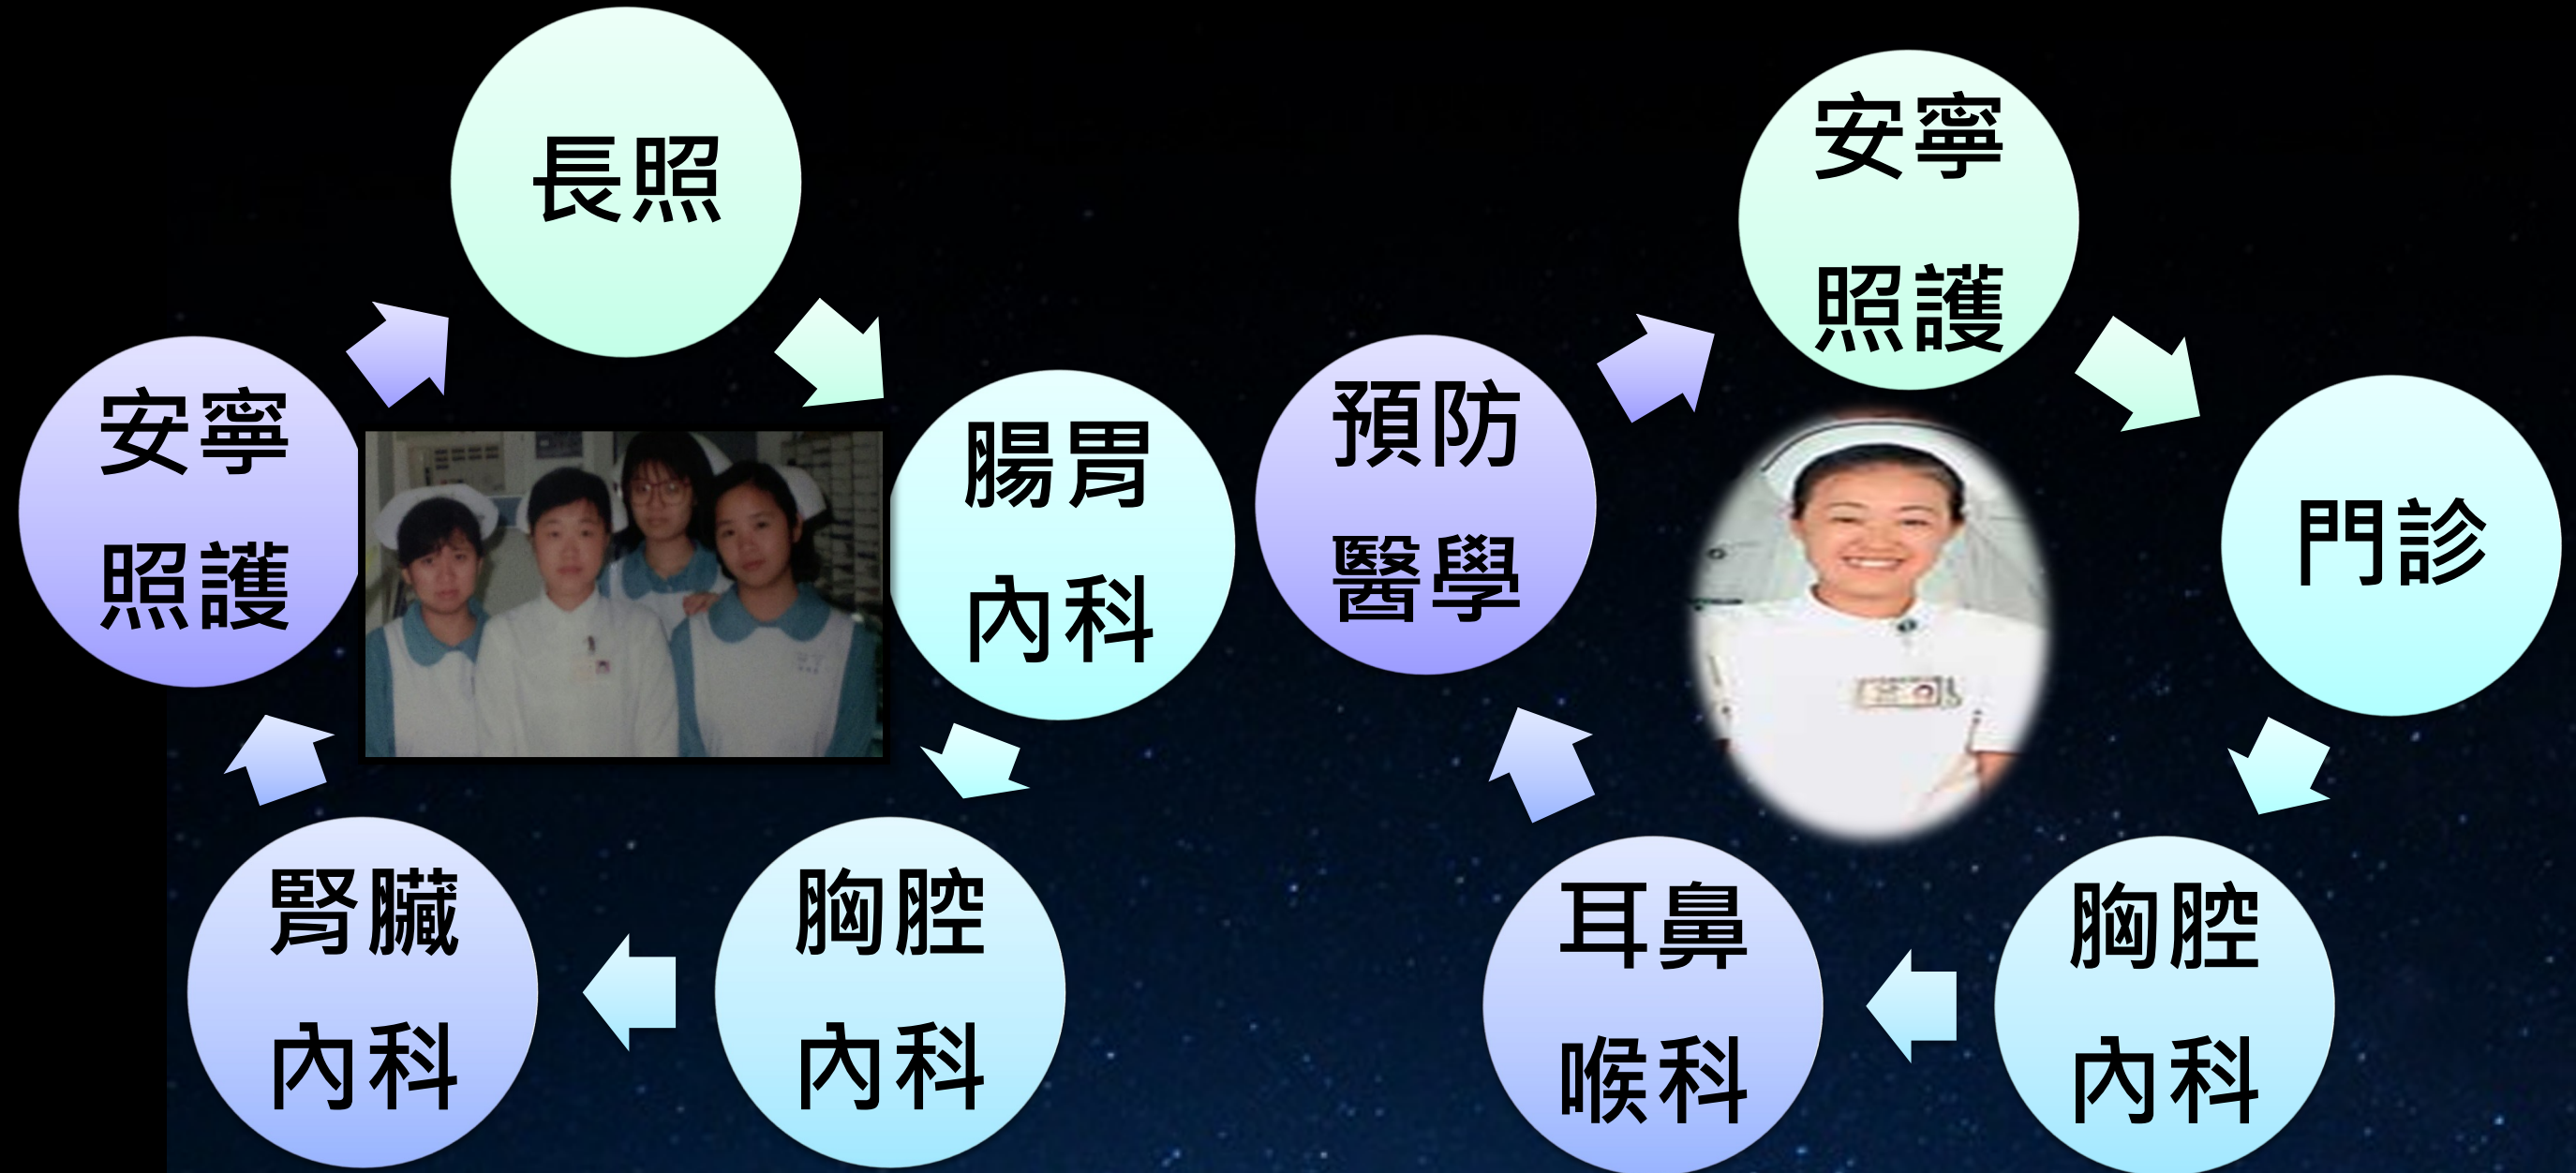 長照
腸胃
內科
胸腔
內科
腎臟
內科
安寧
照護
安寧
照護
門診
胸腔
內科
耳鼻
喉科
預防
醫學